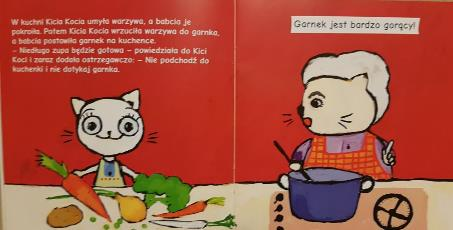 W kuchni Kicia Kocia umyła warzywa, a babcia je
pokroiła. Potem Kicia Kocia wrzuciła warzywa do garnka,
a babcia postawiła garnek na kuchence.
– Niedługo zupa będzie gotowa – powiedziała do Kici
Koci i zaraz dodała ostrzegawczo: – Nie podchodź do
kuchenki i nie dotykaj garnka.
Garnek jest bardzo gorący!